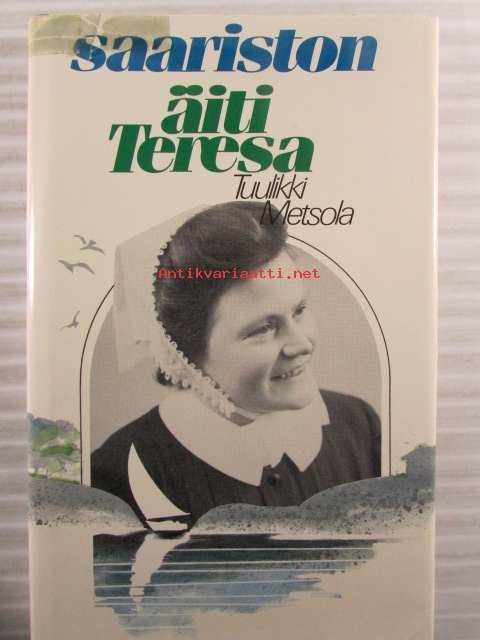 saariston
äiti
Teresa
Tuulikki
Metsola
Antikvariaatti.net